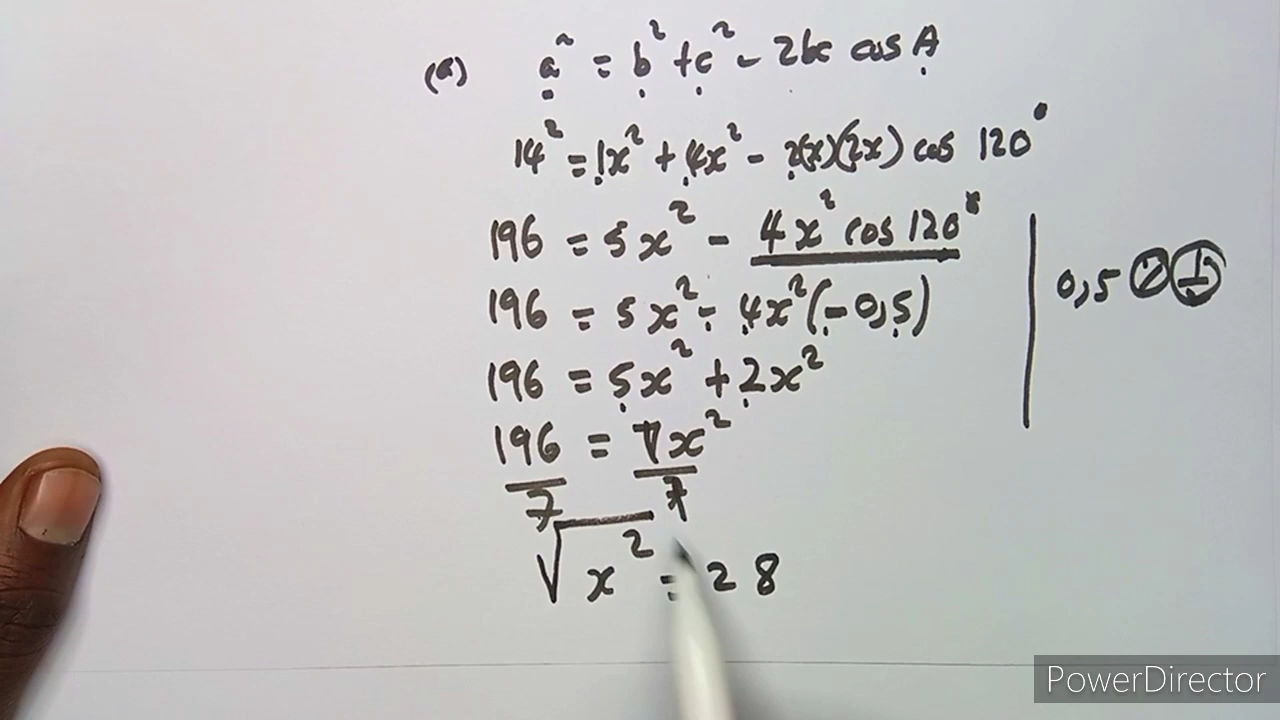 (a) a² = b² + c² - 2bc cos A
14² = 1x² + 4x² - 2(x)(2x) cos 120°
196 = 5x² - 4x² cos 120°
196 = 5x² - 4x²(-0,5)
0,5
196 = 5x² + 2x²
196 = 7x²
7 7
√x² = 28
PowerDirector